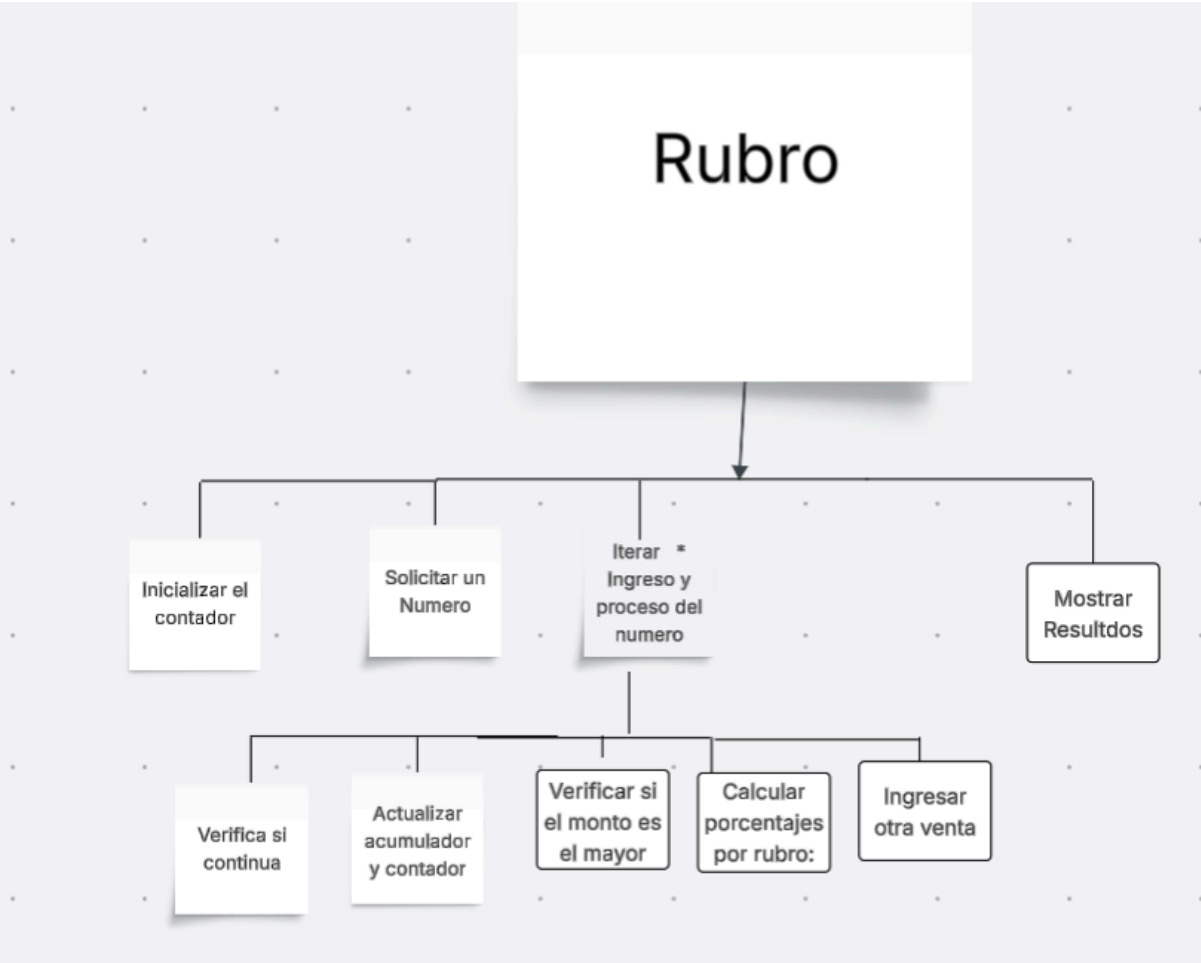 Rubro
Inicializar el
contador
Solicitar un
Numero
Iterar *
Ingreso y
proceso del
numero
Mostrar
Resultdos
Verifica si
continua
Actualizar
acumulador
y contador
Verificar si
el monto es
el mayor
Calcular
porcentajes
por rubro:
Ingresar
otra venta